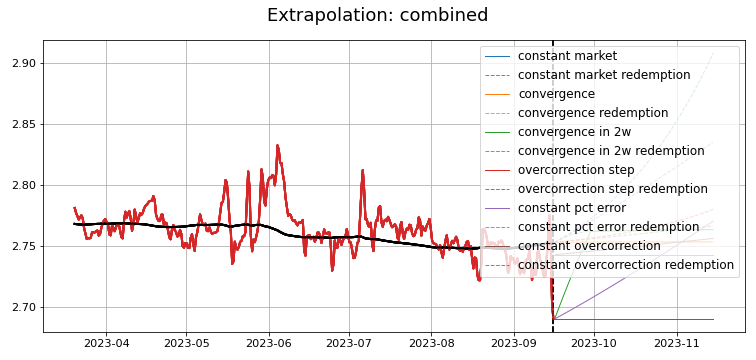 Extrapolation: combined
2.90
2.85
2.80
2.75
2.70
constant market
constant market redemption
convergence
convergence redemption
convergence in 2w
convergence in 2w redemption
overcorrection step
overcorrection step redemption
constant pct error
constant pct error redemption
constant overcorrection
constant overcorrection redemption
2023-04 2023-05 2023-06 2023-07 2023-08 2023-09 2023-10 2023-11